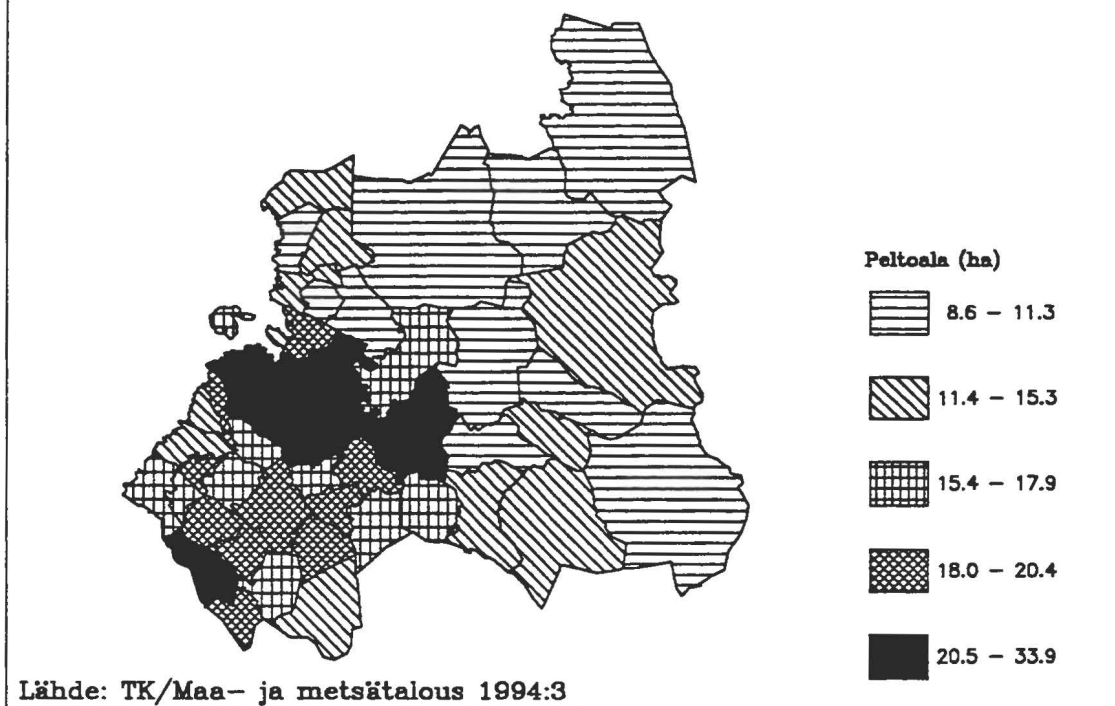 Peltoala (ha)
8.6 – 11.3
11.4 – 15.3
15.4 – 17.9
18.0 – 20.4
20.5 – 33.9
Lähde: TK/Maa– ja metsätalous 1994:3